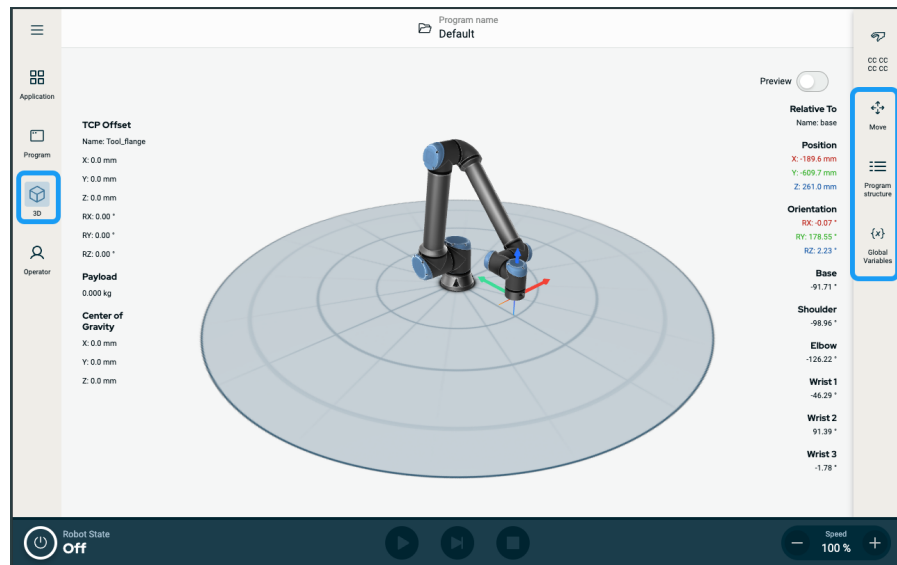 Program name
Default
Application
Program
3D
Operator
TCP Offset
Name: Tool_flange
X: 0.0 mm
Y: 0.0 mm
Z: 0.0 mm
RX: 0.00 °
RY: 0.00 °
RZ: 0.00 °
Payload
0.000 kg
Center of
Gravity
X: 0.0 mm
Y: 0.0 mm
Z: 0.0 mm
Preview
Relative To
Name: base
Position
X: -189.6 mm
Y: -609.7 mm
Z: 261.0 mm
Orientation
RX: -0.07 °
RY: 178.55 °
RZ: 2.23 °
Base
-91.71 °
Shoulder
-98.96 °
Elbow
-126.22 °
Wrist 1
-46.29 °
Wrist 2
91.39 °
Wrist 3
-1.78 °
CC CC
CC CC
Move
Program
structure
{x}
Global
Variables
Robot State
Off
Speed
100 %